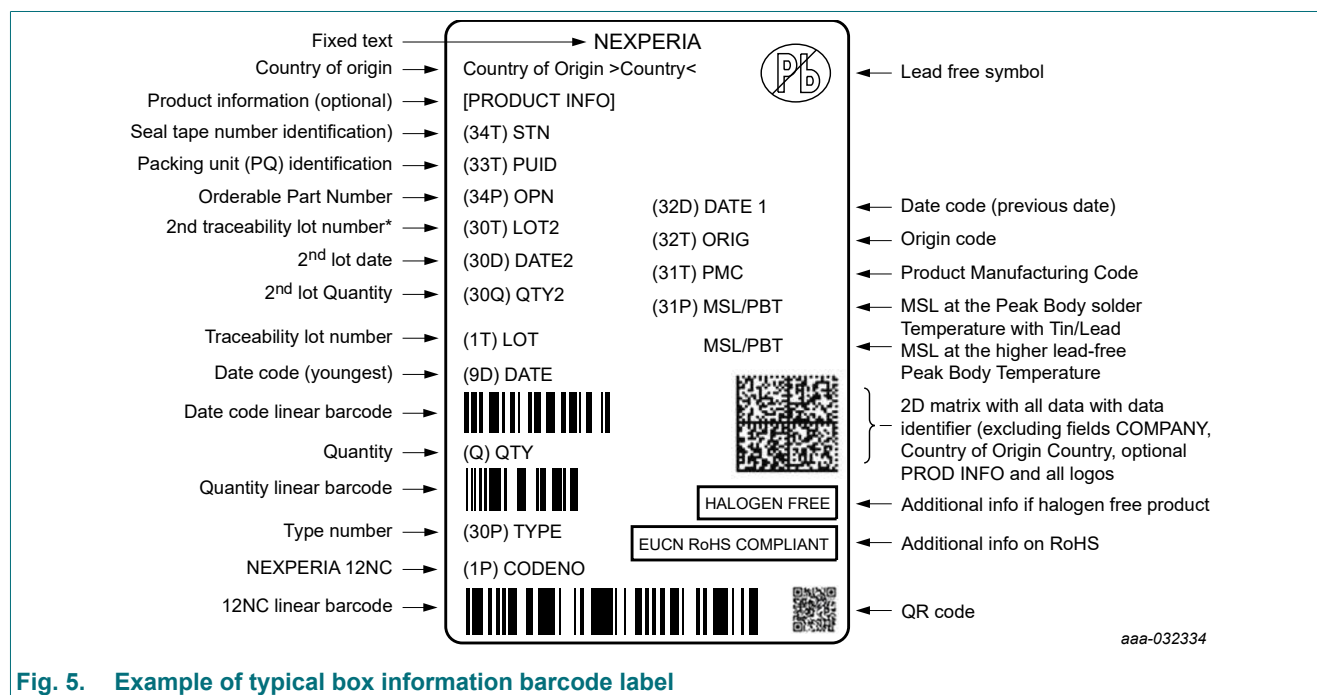 Fixed text
Country of origin
Product information (optional)
Seal tape number identification)
Packing unit (PQ) identification
Orderable Part Number
2nd traceability lot number*
2nd lot date
2nd lot Quantity
Traceability lot number
Date code (youngest)
Date code linear barcode
Quantity
Quantity linear barcode
Type number
NEXPERIA 12NC
12NC linear barcode
NEXPERIA
Country of Origin >Country<
Pb
[PRODUCT INFO]
(34T) STN
(33T) PUID
(34P) OPN
(30T) LOT2
(30D) DATE2
(30Q) QTY2
(1T) LOT
(9D) DATE
(Q) QTY
(30P) TYPE
(1P) CODENO
(32D) DATE 1
(32T) ORIG
(31T) PMC
(31P) MSL/PBT
MSL/PBT
HALOGEN FREE
EUCN RoHS COMPLIANT
Lead free symbol
Date code (previous date)
Origin code
Product Manufacturing Code
MSL at the Peak Body solder
Temperature with Tin/Lead
MSL at the higher lead-free
Peak Body Temperature
2D matrix with all data with data
identifier (excluding fields COMPANY,
Country of Origin Country, optional
PROD INFO and all logos
Additional info if halogen free product
Additional info on RoHS
QR code
aaa-032334
Fig. 5. Example of typical box information barcode label